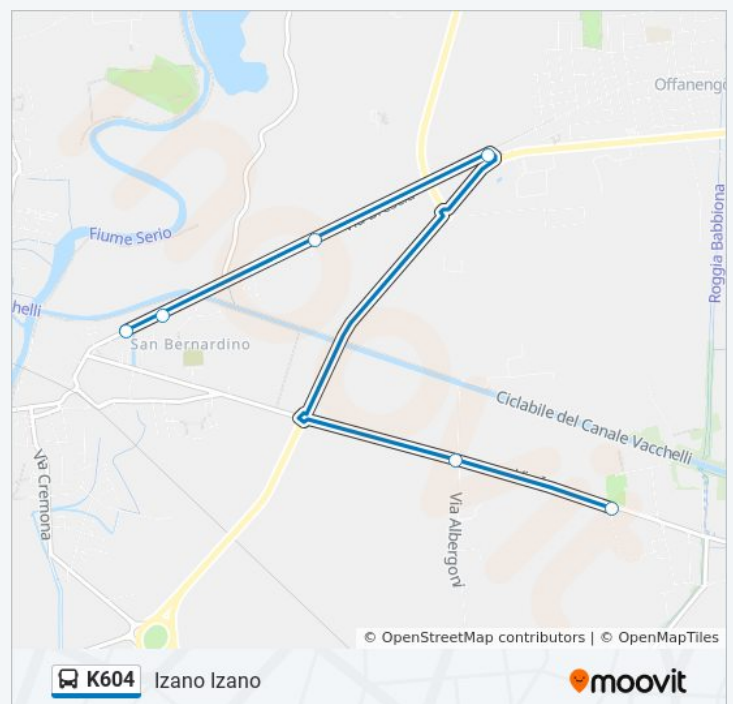 Offanengo
Roggia Babbiona
Fiume Serio
helli
San Bernardino
Ciclabile del Canale Vacchelli
Via Cremona
Via Albergoni
© OpenStreetMap contributors | © OpenMapTiles
K604 Izano Izano
moovit